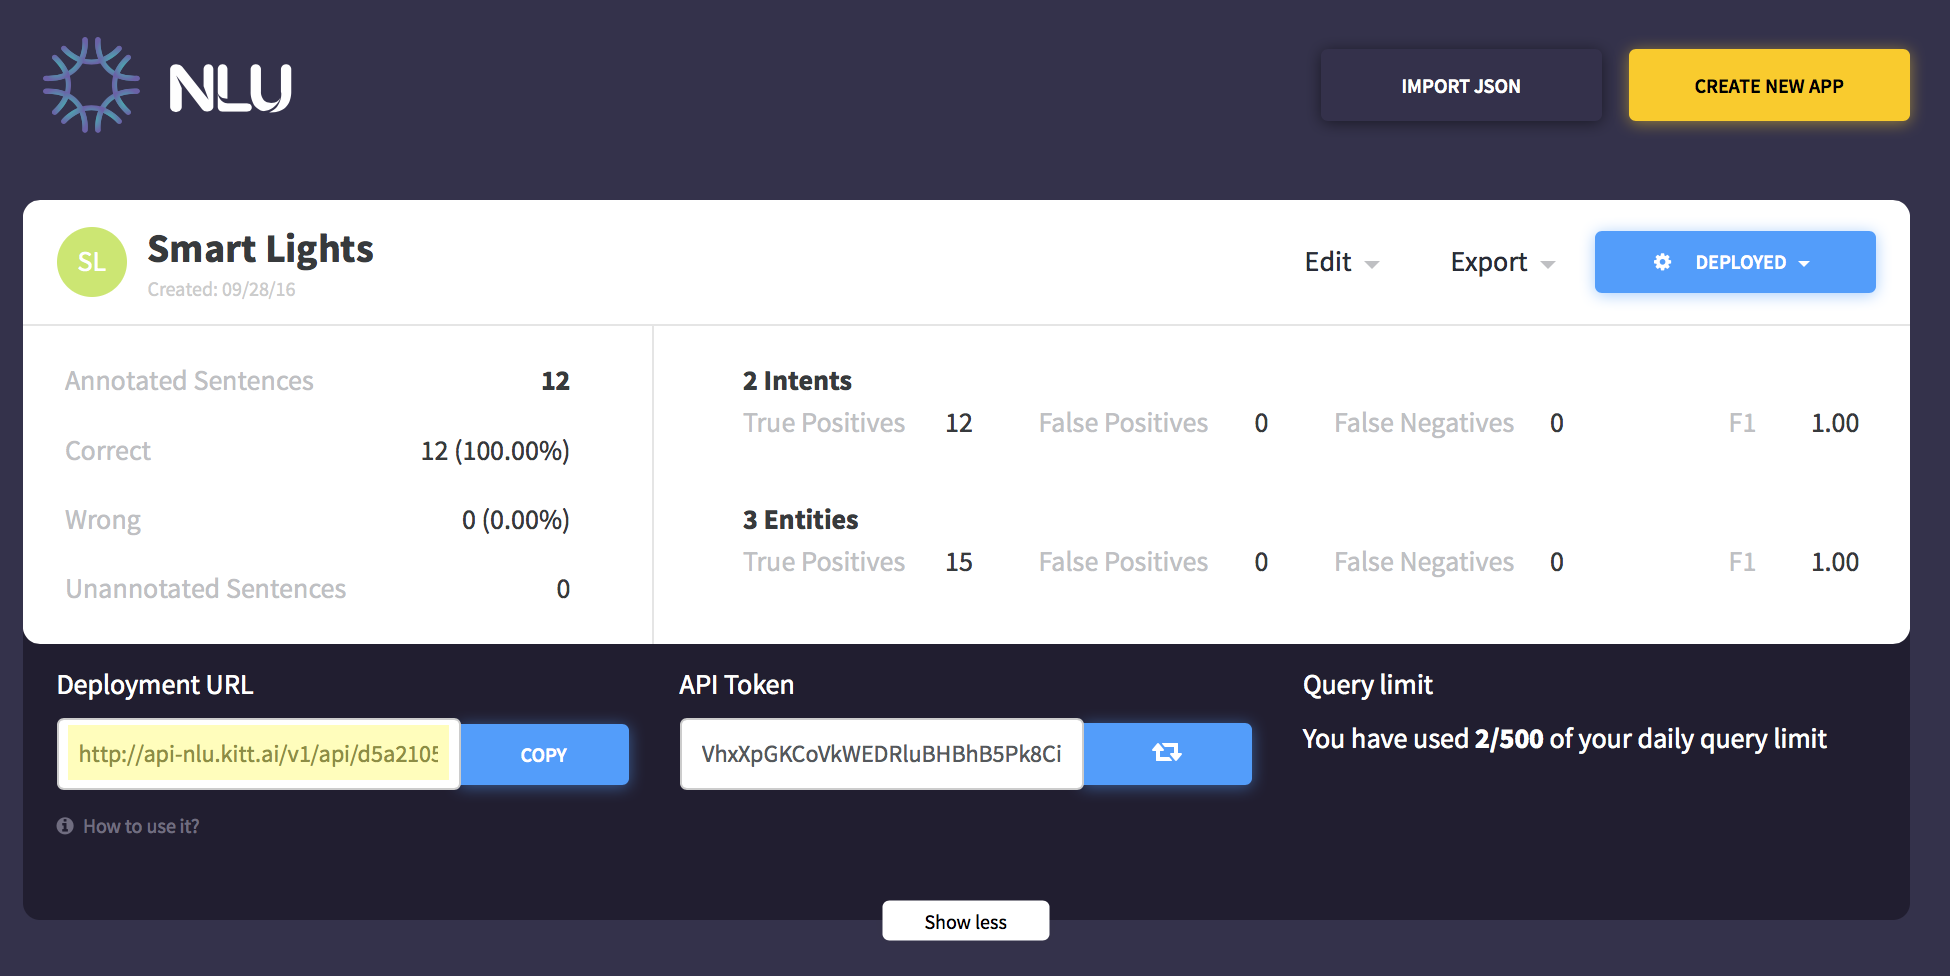 NLU
IMPORT JSON
CREATE NEW APP
SL
Smart Lights
Created: 09/28/16
Edit
Export
DEPLOYED
Annotated Sentences 12
Correct 12 (100.00%)
Wrong 0 (0.00%)
Unannotated Sentences 0
2 Intents
True Positives 12 False Positives 0 False Negatives 0 F1 1.00
3 Entities
True Positives 15 False Positives 0 False Negatives 0 F1 1.00
Deployment URL
http://api-nlu.kitt.ai/v1/api/d5a2105
COPY
How to use it?
API Token
VhxXpGKCoVkWEDRluBHBhB5Pk8Ci
Query limit
You have used 2/500 of your daily query limit
Show less